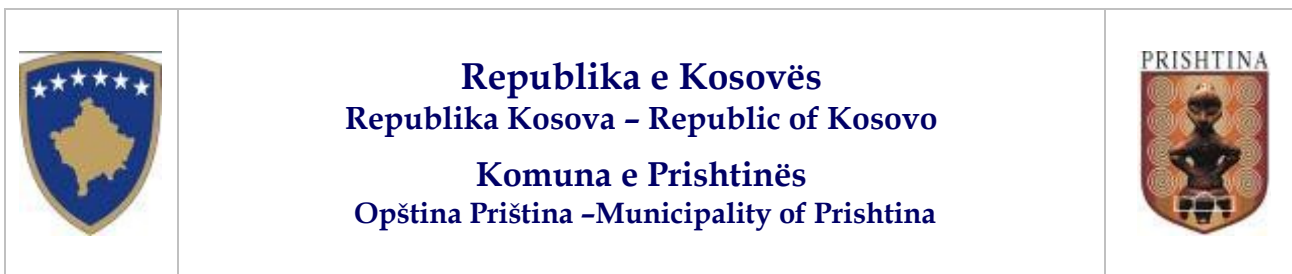 Republika e Kosovës
Republika Kosova – Republic of Kosovo
Komuna e Prishtinës
Opština Priština –Municipality of Prishtina
PRISHTINA